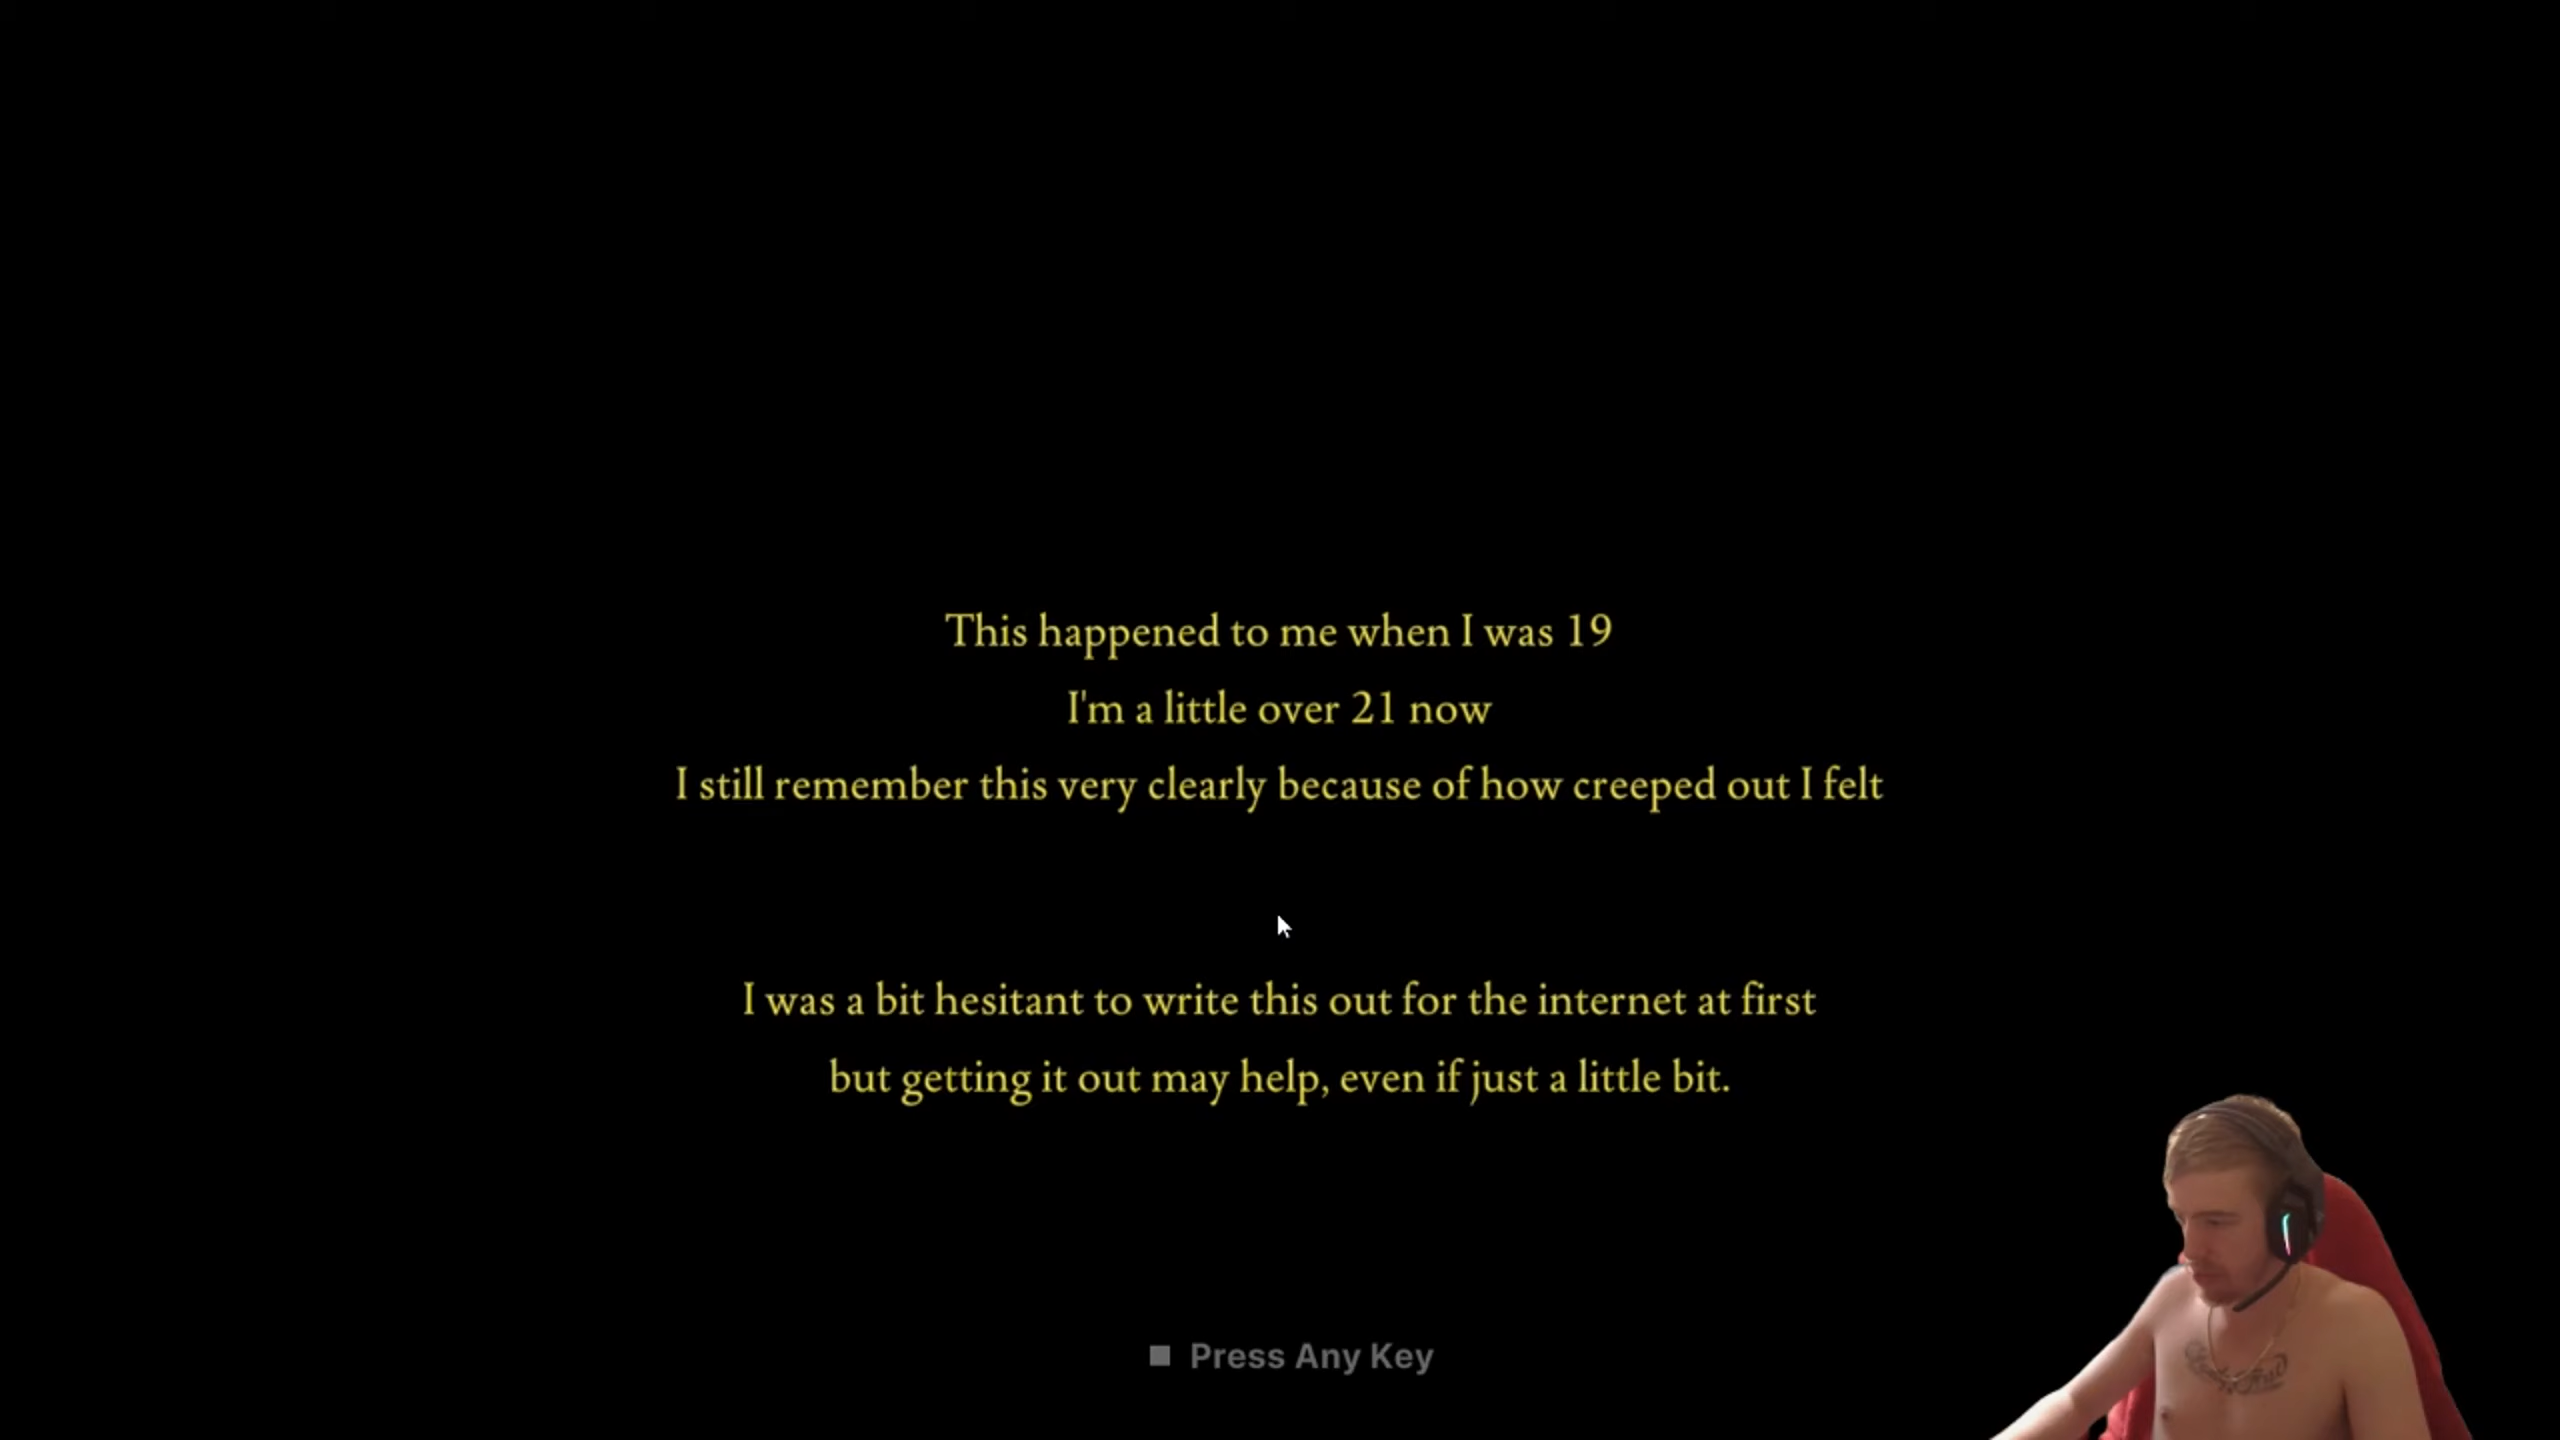 This happened to me when I was 19
I'm a little over 21 now
I still remember this very clearly because of how creeped out I felt
I was a bit hesitant to write this out for the internet at first
but getting it out may help, even if just a little bit.
Press Any Key